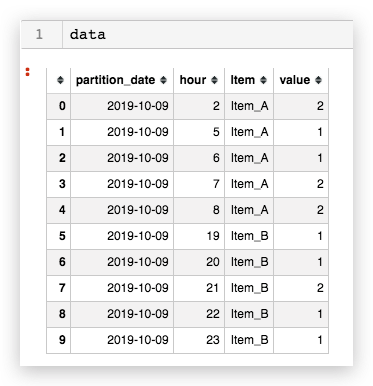 1 data
partition_date hour Item value
0 2019-10-09 2 Item_A 2
1 2019-10-09 5 Item_A 1
2 2019-10-09 6 Item_A 1
3 2019-10-09 7 Item_A 2
4 2019-10-09 8 Item_A 2
5 2019-10-09 19 Item_B 1
6 2019-10-09 20 Item_B 1
7 2019-10-09 21 Item_B 2
8 2019-10-09 22 Item_B 1
9 2019-10-09 23 Item_B 1